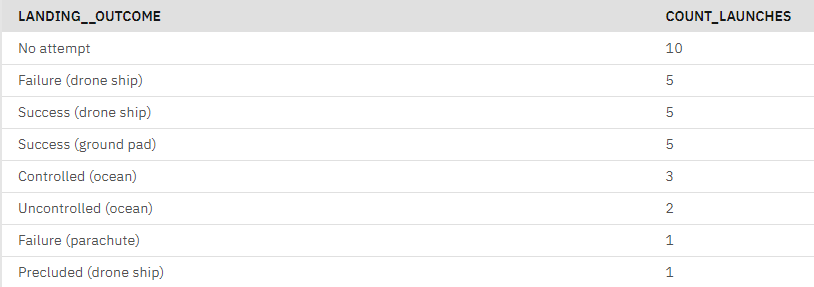 LANDING__OUTCOME COUNT_LAUNCHES
No attempt 10
Failure (drone ship) 5
Success (drone ship) 5
Success (ground pad) 5
Controlled (ocean) 3
Uncontrolled (ocean) 2
Failure (parachute) 1
Precluded (drone ship) 1